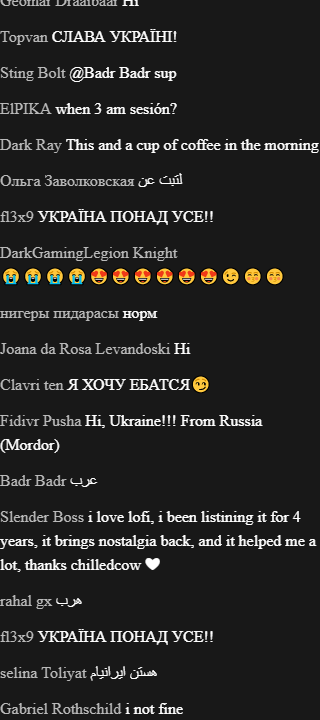 Geomar Draaibaar Hi
Topvan СЛАВА УКРАЇНІ!
Sting Bolt @Badr Badr sup
ElPIKA when 3 am sesión?
Dark Ray This and a cup of coffee in the morning
Ольга Заволковская لتبث عن
fl3x9 УКРАЇНА ПОНАД УСЕ!!
DarkGamingLegion Knight
😭😭😭😭😍😍😍😍😍😍😉😚😚
нигеры пидарасы норм
Joana da Rosa Levandoski Hi
Clavri ten Я ХОЧУ ЕБАТСЯ😏
Fidivr Pusha Hi, Ukraine!!! From Russia
(Mordor)
Badr Badr عرب
Slender Boss i love lofi, i been listining it for 4
years, it brings nostalgia back, and it helped me a
lot, thanks chilledcow 🤍
rahal gx هرب
fl3x9 УКРАЇНА ПОНАД УСЕ!!
selina Toliyat هستن ایرانیام
Gabriel Rothschild i not fine